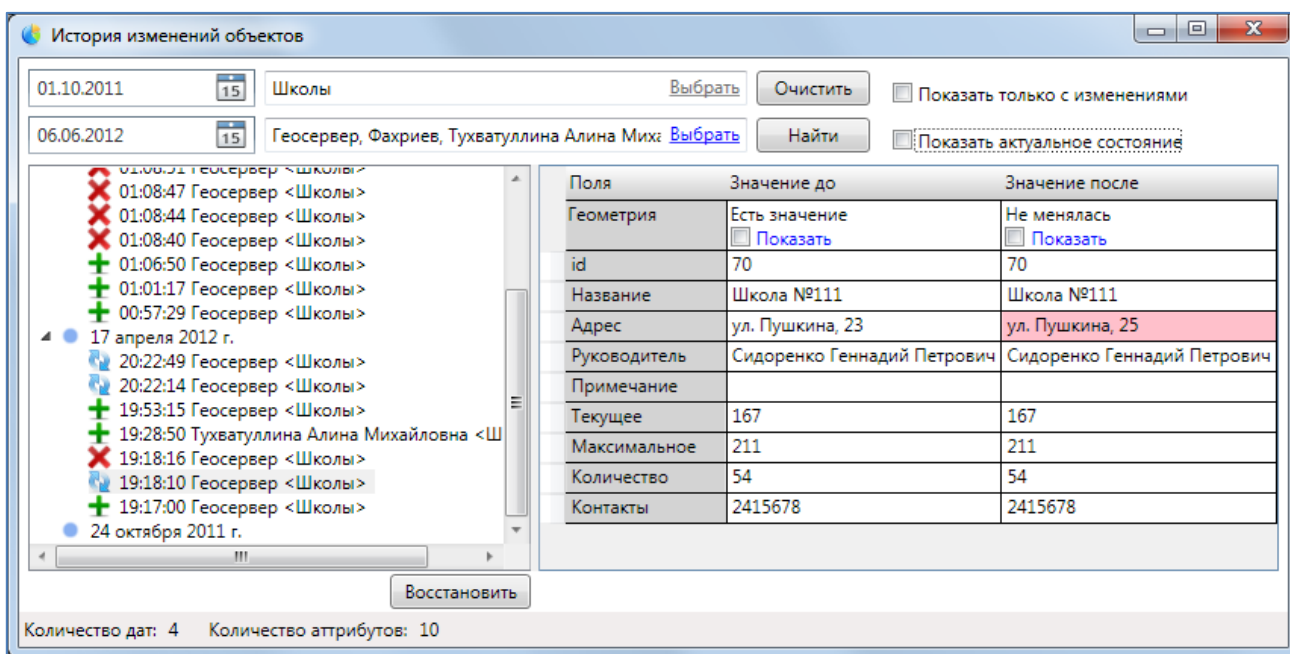 История изменений объектов
01.10.2011 15 Школы Выбрать Очистить Показать только с изменениями
06.06.2012 15 Геосервер, Фахриев, Тухватуллина Алина Миха Выбрать Найти Показать актуальное состояние
01:08:51 Геосервер <Школы>
01:08:47 Геосервер <Школы>
01:08:44 Геосервер <Школы>
01:08:40 Геосервер <Школы>
01:06:50 Геосервер <Школы>
01:01:17 Геосервер <Школы>
00:57:29 Геосервер <Школы>
17 апреля 2012 г.
20:22:49 Геосервер <Школы>
20:22:14 Геосервер <Школы>
19:53:15 Геосервер <Школы>
19:28:50 Тухватуллина Алина Михайловна <Ш
19:18:16 Геосервер <Школы>
19:18:10 Геосервер <Школы>
19:17:00 Геосервер <Школы>
24 октября 2011 г.
Восстановить
Поля Значение до Значение после
Геометрия Есть значение Не менялась
Показать Показать
id 70 70
Название Школа №111 Школа №111
Адрес ул. Пушкина, 23 ул. Пушкина, 25
Руководитель Сидоренко Геннадий Петрович Сидоренко Геннадий Петрович
Примечание
Текущее 167 167
Максимальное 211 211
Количество 54 54
Контакты 2415678 2415678
Количество дат: 4 Количество аттрибутов: 10